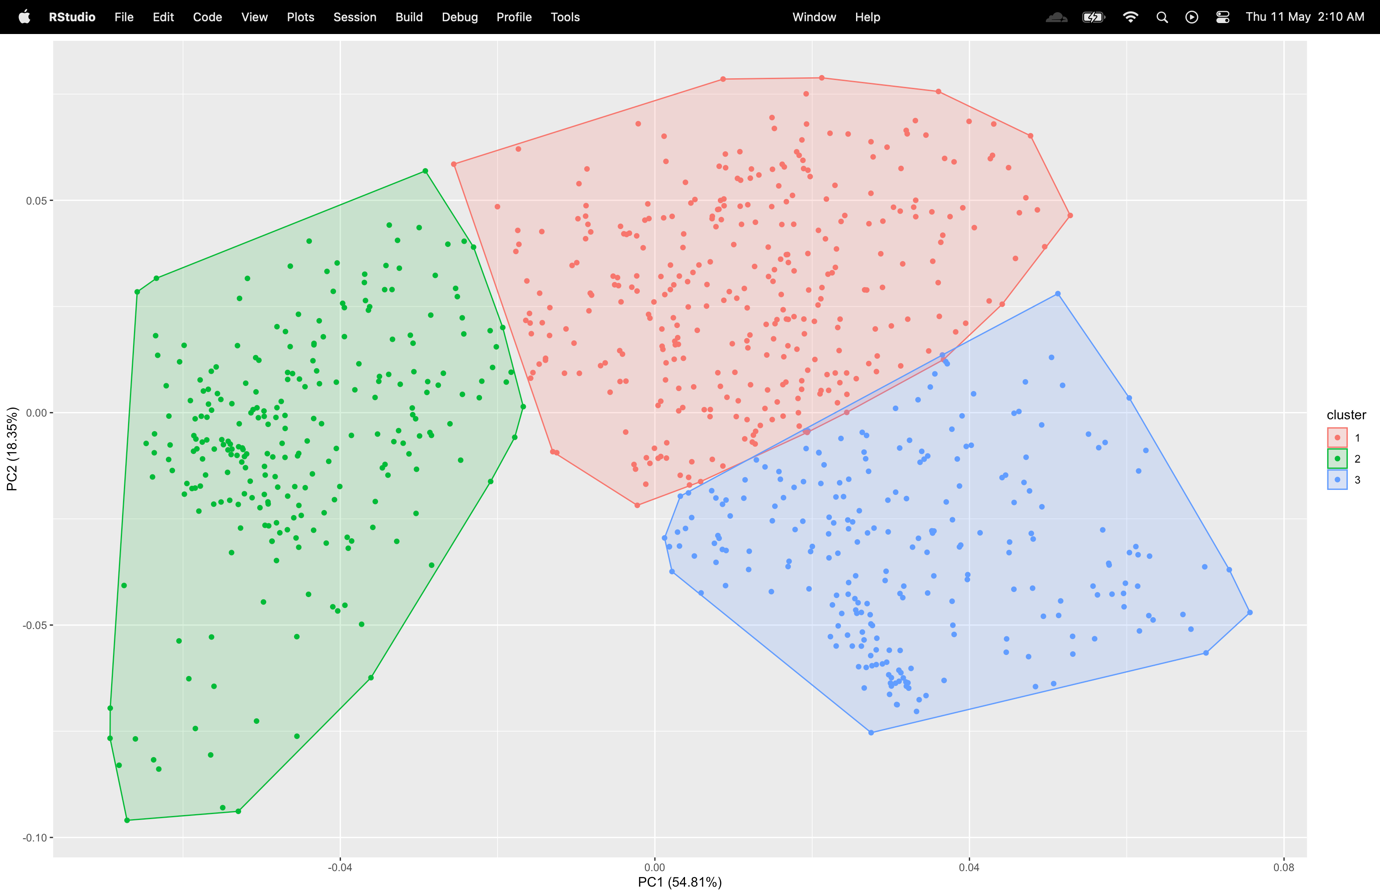 RStudio File Edit Code View Plots Session Build Debug Profile Tools Window Help Thu 11 May 2:10 AM
0.05
0.00
-0.05
-0.10
PC2 (18.35%)
-0.04 0.00 0.04 0.08
PC1 (54.81%)
cluster
1
2
3